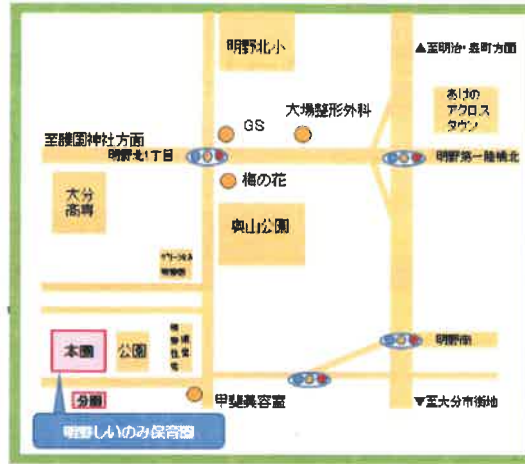 明野北小
▲至明治・森町方面
あけの
アクロス
タウン
大場整形外科
GS
至護国神社方面
明野北1丁目
明野第一陸橋北
梅の花
大分
高専
奥山公園
本園
公園
明野南
分園
甲斐美容室
▼至大分市街地
明野しいのみ保育園